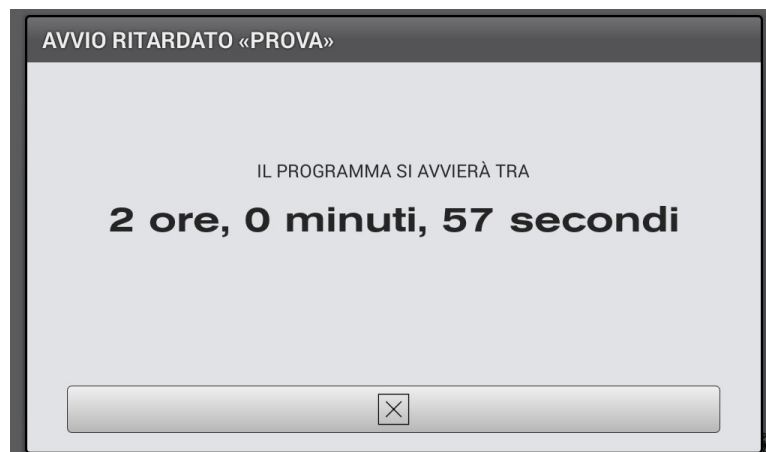 AVVIO RITARDATO «PROVA»
IL PROGRAMMA SI AVVIERÀ TRA
2 ore, 0 minuti, 57 secondi